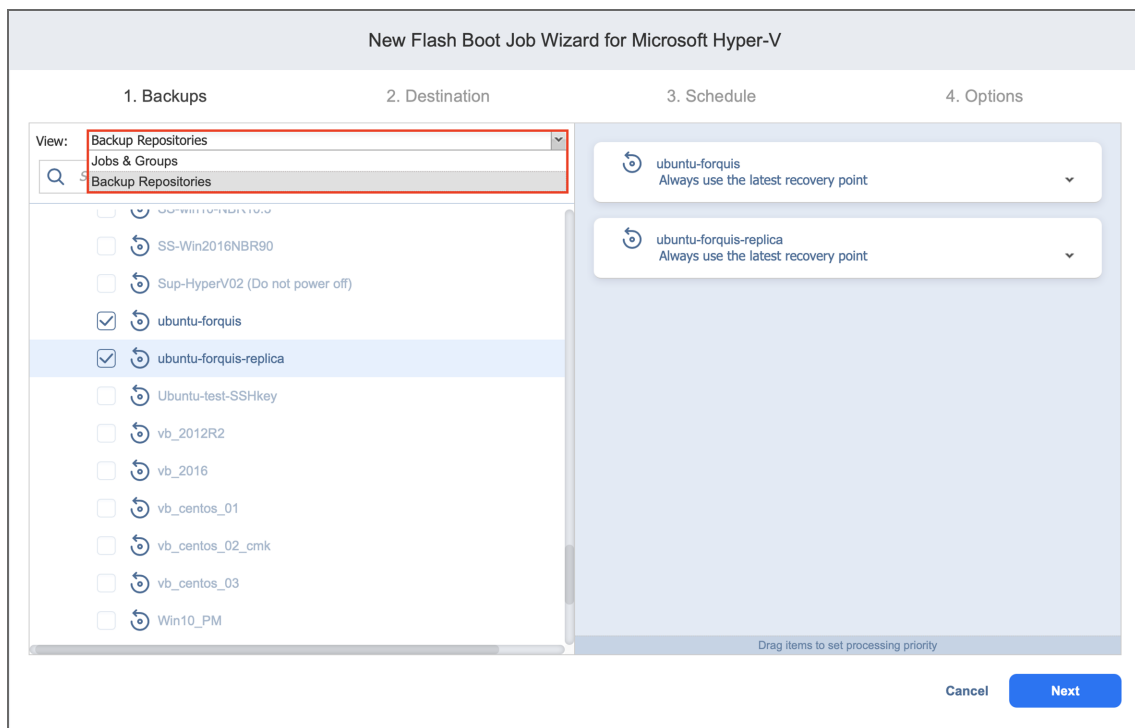 New Flash Boot Job Wizard for Microsoft Hyper-V
1. Backups
2. Destination
3. Schedule
4. Options
View:
Backup Repositories
Jobs & Groups
Backup Repositories
SS-Win2016NBR90
Sup-HyperV02 (Do not power off)
ubuntu-forquis
ubuntu-forquis-replica
Ubuntu-test-SSHkey
vb_2012R2
vb_2016
vb_centos_01
vb_centos_02_cmk
vb_centos_03
Win10_PM
ubuntu-forquis
Always use the latest recovery point
ubuntu-forquis-replica
Always use the latest recovery point
Drag items to set processing priority
Cancel
Next